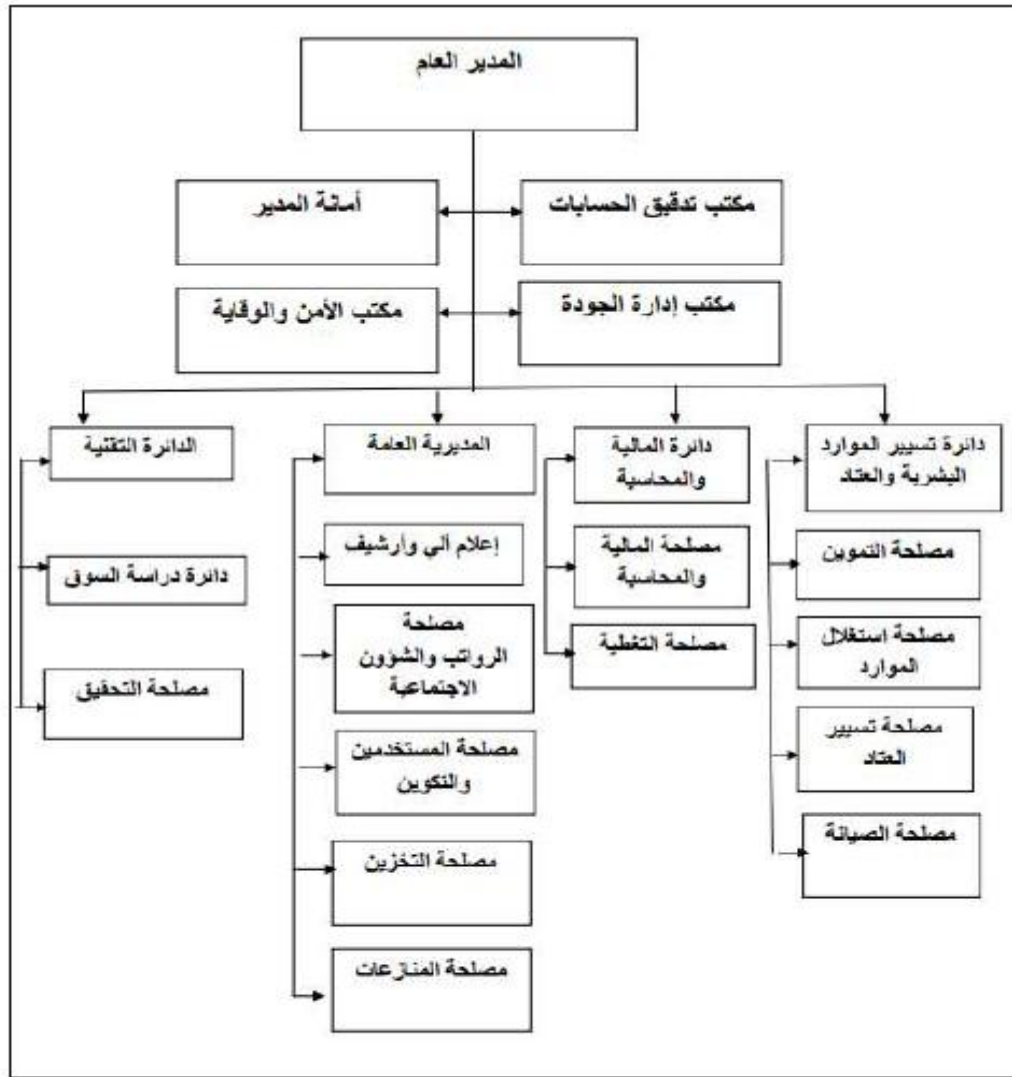 المدير العام
مكتب تدقيق الحسابات
أمانة المدير
مكتب إدارة الجودة
مكتب الأمن والوقاية
دائرة تسيير الموارد
البشرية والعتاد
مصلحة التموين
مصلحة استغلال
الموارد
مصلحة تسيير
العتاد
مصلحة الصيانة
دائرة المالية
والمحاسبة
مصلحة المالية
والمحاسبة
مصلحة التغطية
المديرية العامة
إعلام آلي وأرشيف
مصلحة
الرواتب والشؤون
الاجتماعية
مصلحة المستخدمين
والتكوين
مصلحة التخزين
مصلحة المنازعات
الدائرة التقنية
دائرة دراسة السوق
مصلحة التحقيق